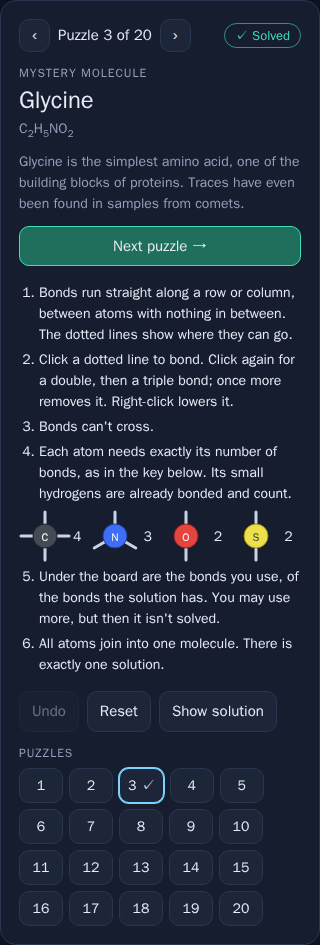 ‹ Puzzle 3 of 20 › ✓ Solved
MYSTERY MOLECULE
Glycine
C₂H₅NO₂
Glycine is the simplest amino acid, one of the
building blocks of proteins. Traces have even
been found in samples from comets.
Next puzzle →
1. Bonds run straight along a row or column,
between atoms with nothing in between.
The dotted lines show where they can go.
2. Click a dotted line to bond. Click again for
a double, then a triple bond; once more
removes it. Right-click lowers it.
3. Bonds can't cross.
4. Each atom needs exactly its number of
bonds, as in the key below. Its small
hydrogens are already bonded and count.
C 4 N 3 O 2 S 2
5. Under the board are the bonds you use, of
the bonds the solution has. You may use
more, but then it isn't solved.
6. All atoms join into one molecule. There is
exactly one solution.
Undo Reset Show solution
PUZZLES
1 2 3 ✓ 4 5
6 7 8 9 10
11 12 13 14 15
16 17 18 19 20